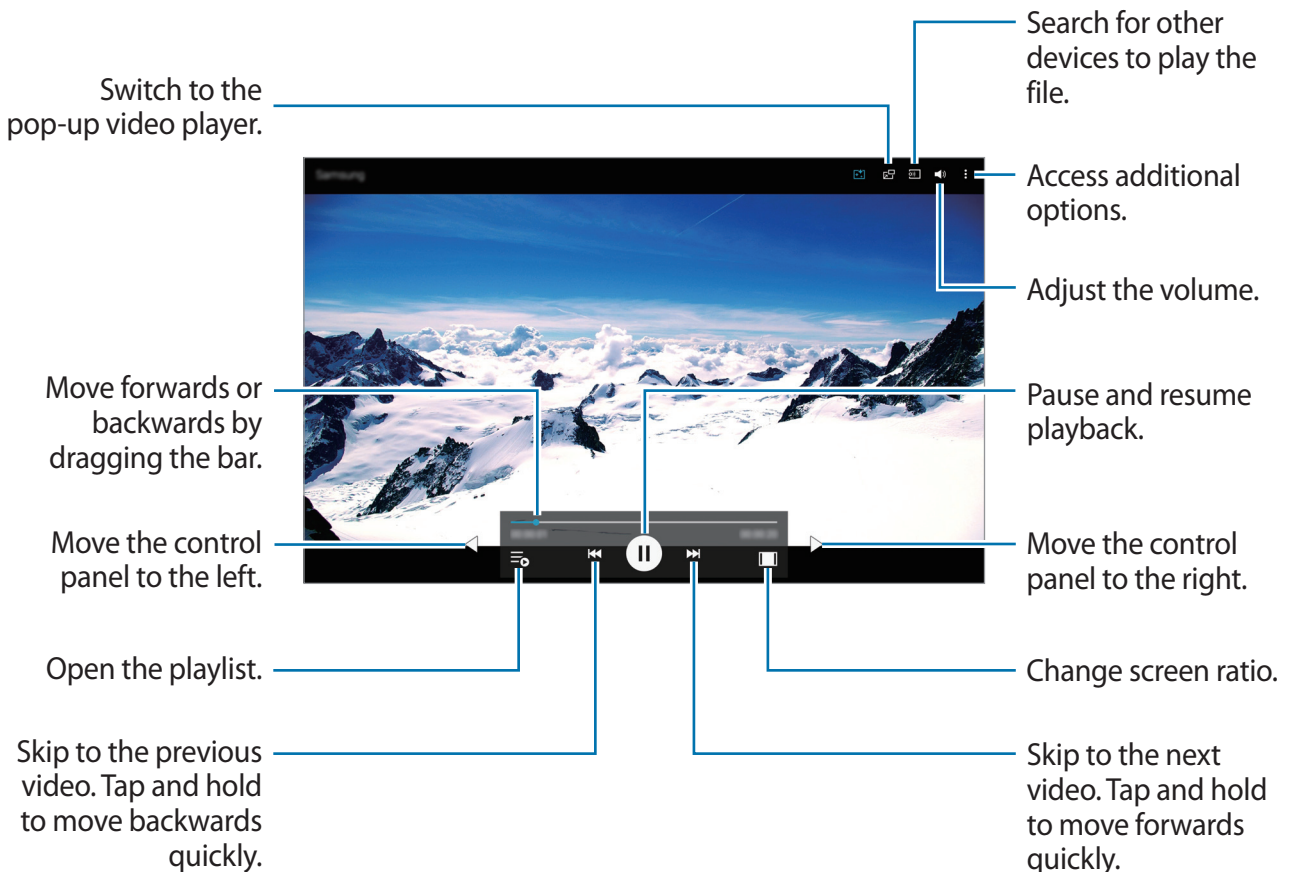 Search for other
devices to play the
file.
Switch to the
pop-up video player.
Samsung
Access additional
options.
Adjust the volume.
Move forwards or
backwards by
dragging the bar.
Pause and resume
playback.
Move the control
panel to the left.
Move the control
panel to the right.
Open the playlist.
Change screen ratio.
Skip to the previous
video. Tap and hold
to move backwards
quickly.
Skip to the next
video. Tap and hold
to move forwards
quickly.